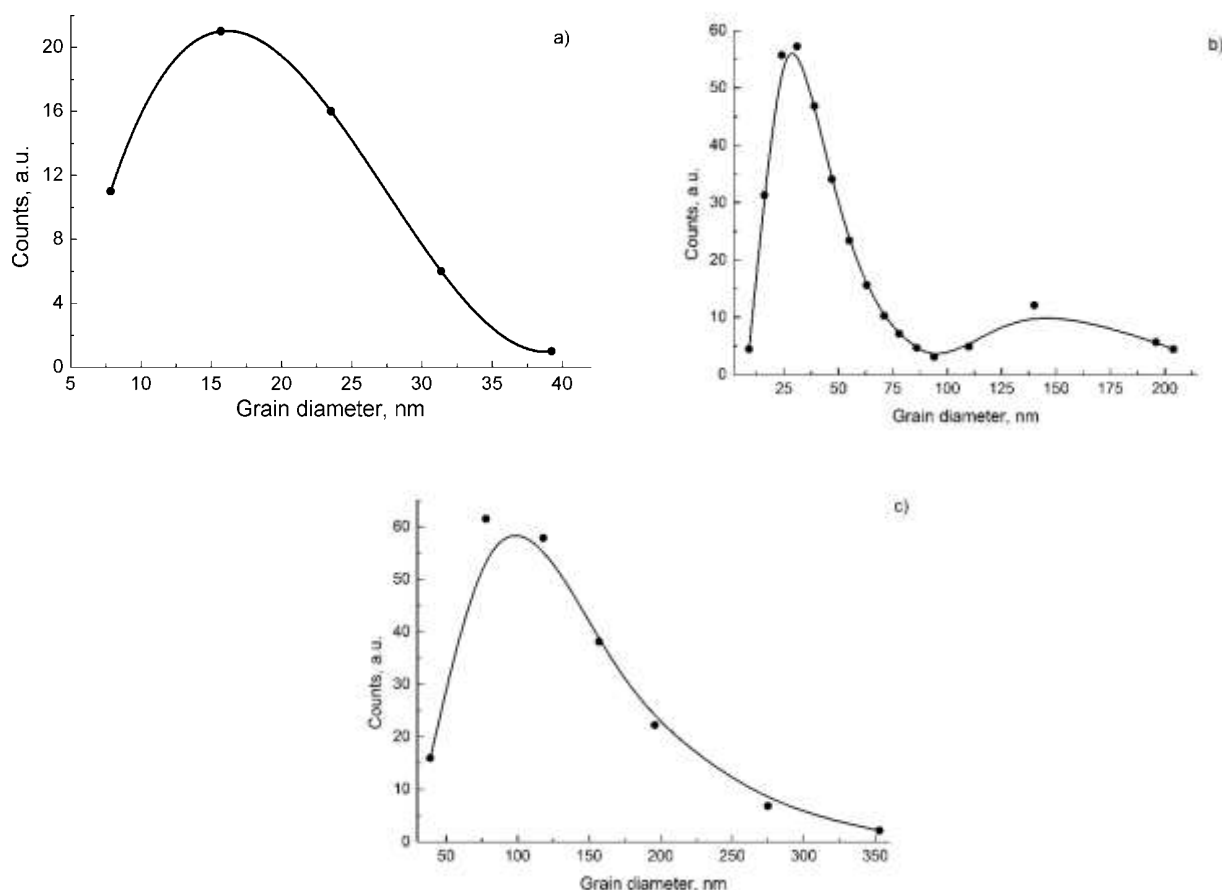 a)
20
16
12
8
4
0
Counts, a.u.
5 10 15 20 25 30 35 40
Grain diameter, nm
b)
60
50
40
30
20
10
0
Counts, a.u.
25 50 75 100 125 150 175 200
Grain diameter, nm
c)
60
50
40
30
20
10
0
Counts, a.u.
50 100 150 200 250 300 350
Grain diameter, nm